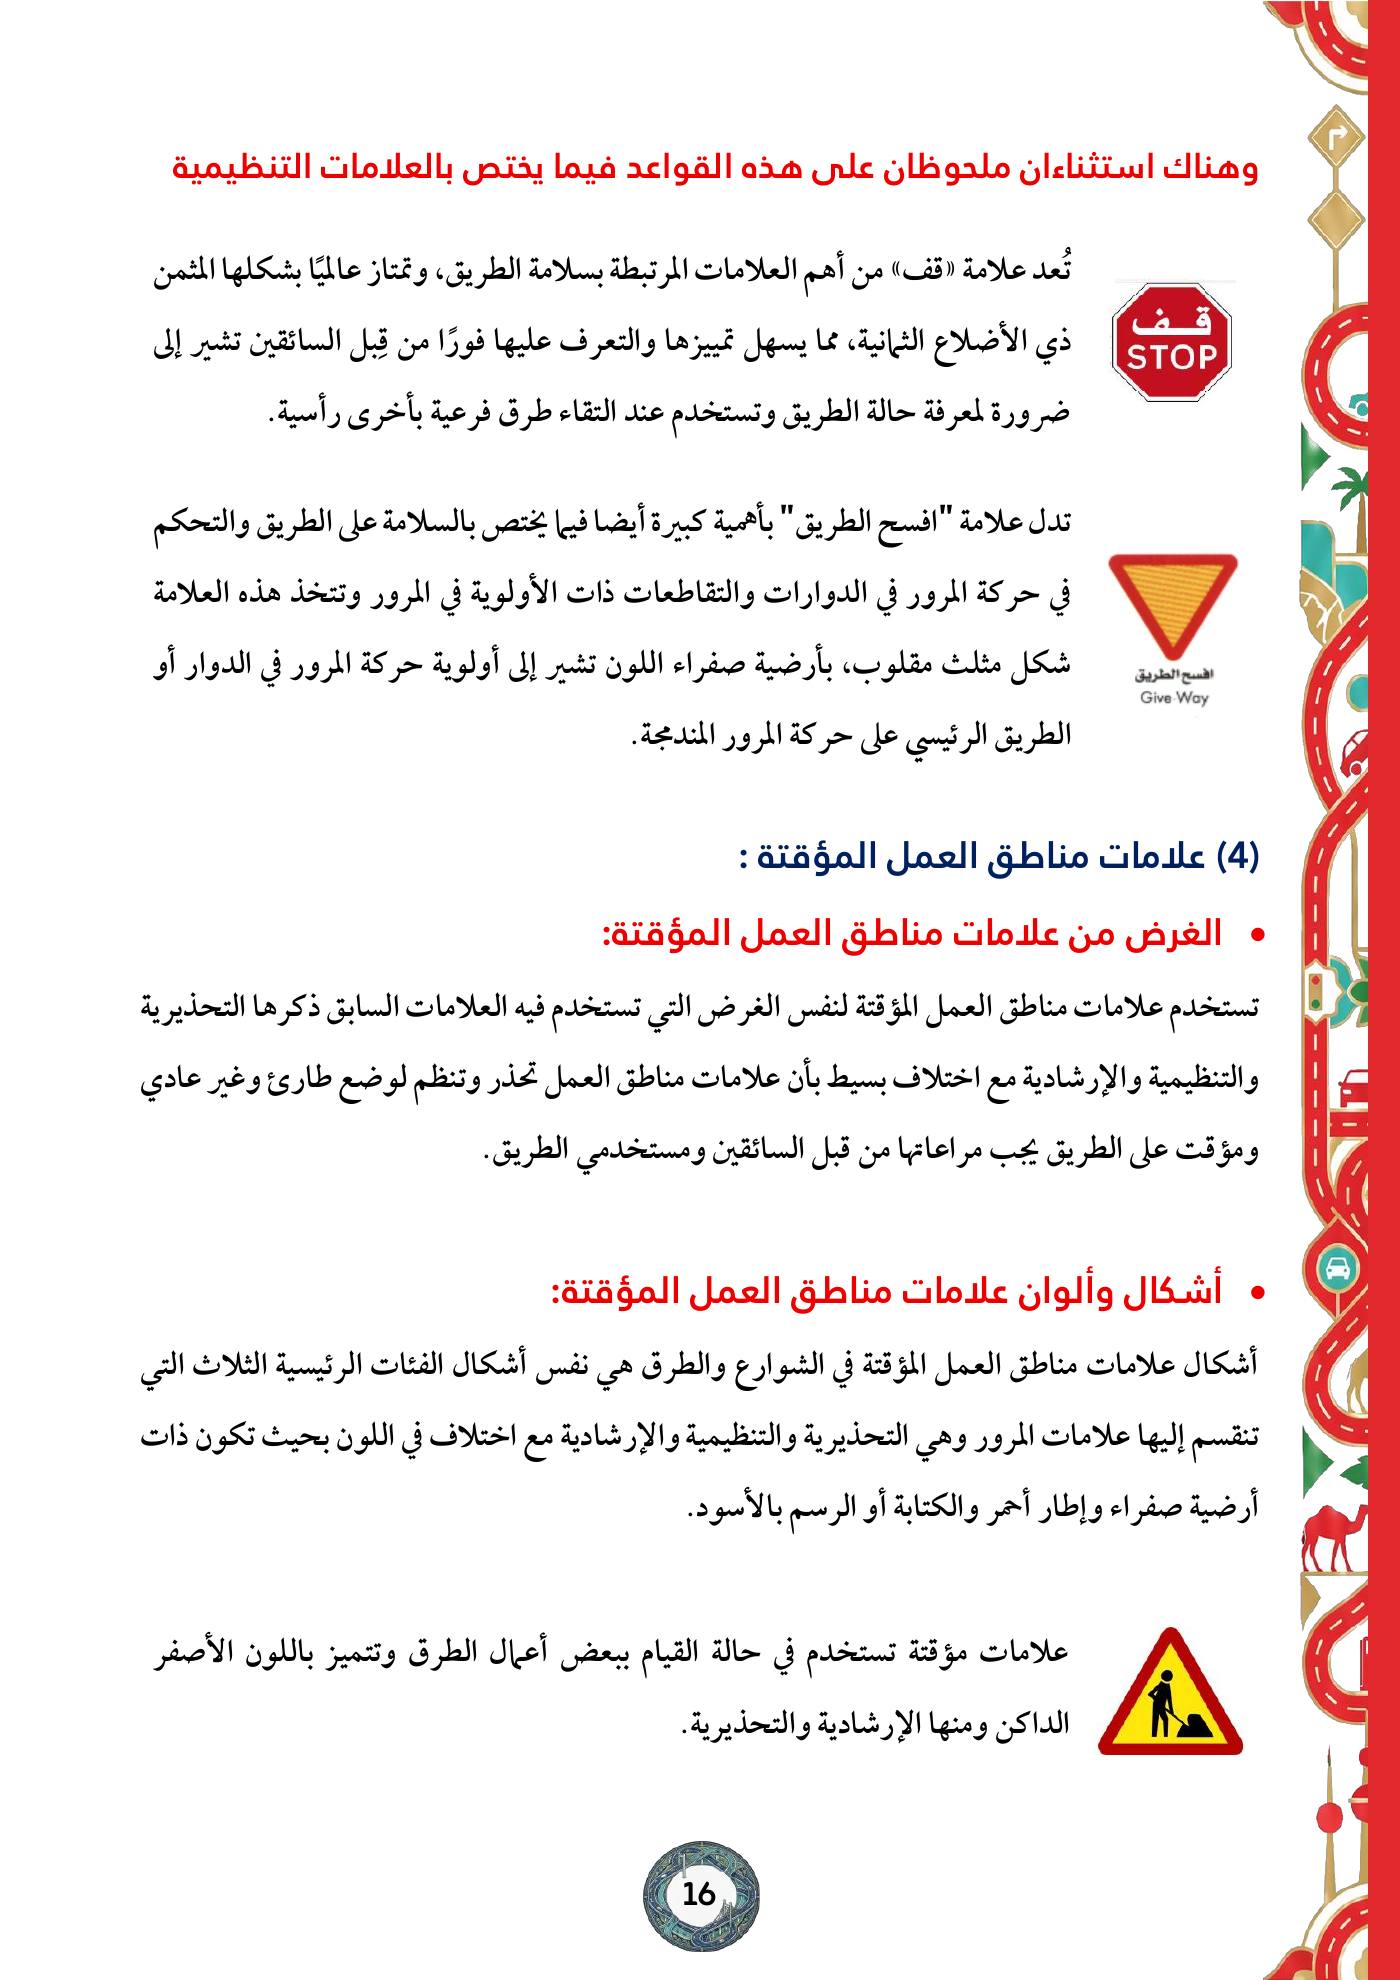 وهناك استثناءان ملحوظان على هذه القواعد فيما يختص بالعلامات التنظيمية
تُعد علامة «قف» من أهم العلامات المرتبطة بسلامة الطريق، وتمتاز عالميًا بشكلها المثمن
ذي الأضلاع الثمانية، مما يسهل تمييزها والتعرف عليها فورًا من قِبل السائقين تشير إلى
ضرورة لمعرفة حالة الطريق وتستخدم عند التقاء طرق فرعية بأخرى رأسية.
قف
STOP
تدل علامة "افسح الطريق" بأهمية كبيرة أيضا فيما يختص بالسلامة على الطريق والتحكم
في حركة المرور في الدوارات والتقاطعات ذات الأولوية في المرور وتتخذ هذه العلامة
شكل مثلث مقلوب، بأرضية صفراء اللون تشير إلى أولوية حركة المرور في الدوار أو
الطريق الرئيسي على حركة المرور المندمجة.
افسح الطريق
Give Way
(4) علامات مناطق العمل المؤقتة :
• الغرض من علامات مناطق العمل المؤقتة:
تستخدم علامات مناطق العمل المؤقتة لنفس الغرض التي تستخدم فيه العلامات السابق ذكرها التحذيرية
والتنظيمية والإرشادية مع اختلاف بسيط بأن علامات مناطق العمل تحذر وتنظم لوضع طارئ وغير عادي
ومؤقت على الطريق يجب مراعاتها من قبل السائقين ومستخدمي الطريق.
• أشكال وألوان علامات مناطق العمل المؤقتة:
أشكال علامات مناطق العمل المؤقتة في الشوارع والطرق هي نفس أشكال الفئات الرئيسية الثلاث التي
تنقسم إليها علامات المرور وهي التحذيرية والتنظيمية والإرشادية مع اختلاف في اللون بحيث تكون ذات
أرضية صفراء وإطار أحمر والكتابة أو الرسم بالأسود.
علامات مؤقتة تستخدم في حالة القيام ببعض أعمال الطرق وتتميز باللون الأصفر
الداكن ومنها الإرشادية والتحذيرية.
16